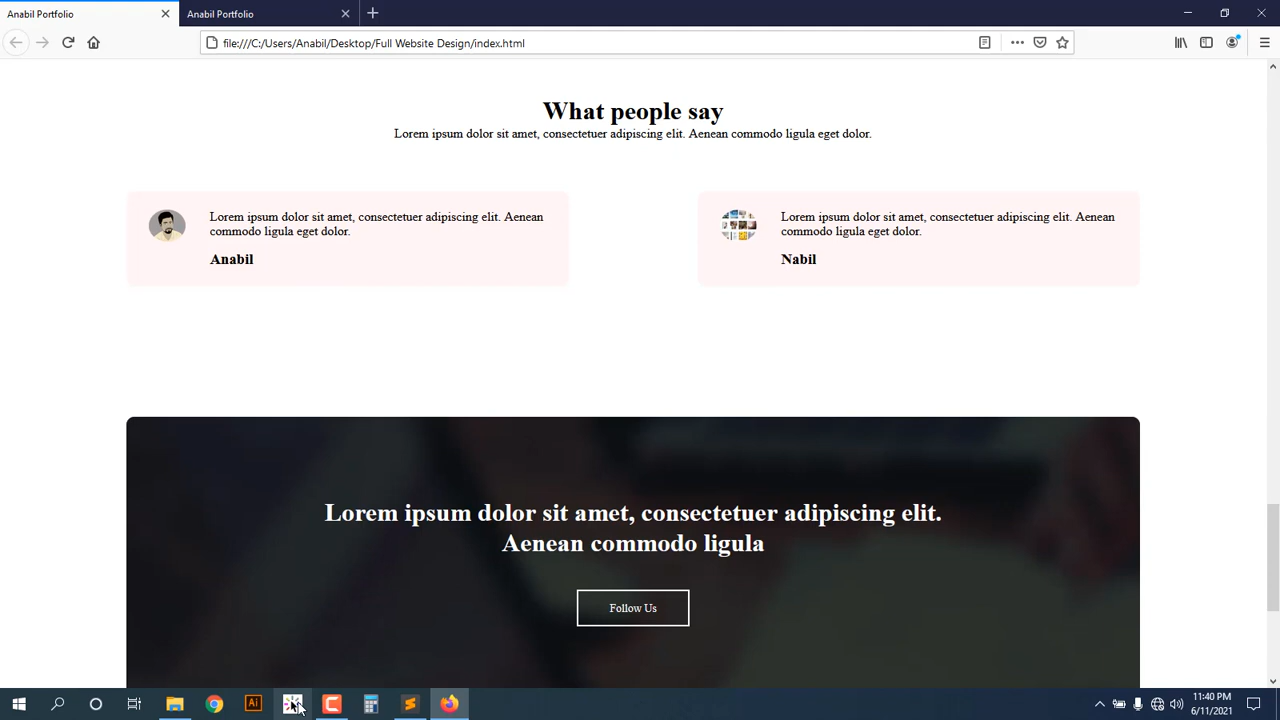 Anabil Portfolio
Anabil Portfolio
file:///C:/Users/Anabil/Desktop/Full Website Design/index.html
What people say
Lorem ipsum dolor sit amet, consectetuer adipiscing elit. Aenean commodo ligula eget dolor.
Lorem ipsum dolor sit amet, consectetuer adipiscing elit. Aenean
commodo ligula eget dolor.
Anabil
Lorem ipsum dolor sit amet, consectetuer adipiscing elit. Aenean
commodo ligula eget dolor.
Nabil
Lorem ipsum dolor sit amet, consectetuer adipiscing elit.
Aenean commodo ligula
Follow Us
Ai
11:40 PM
6/11/2021